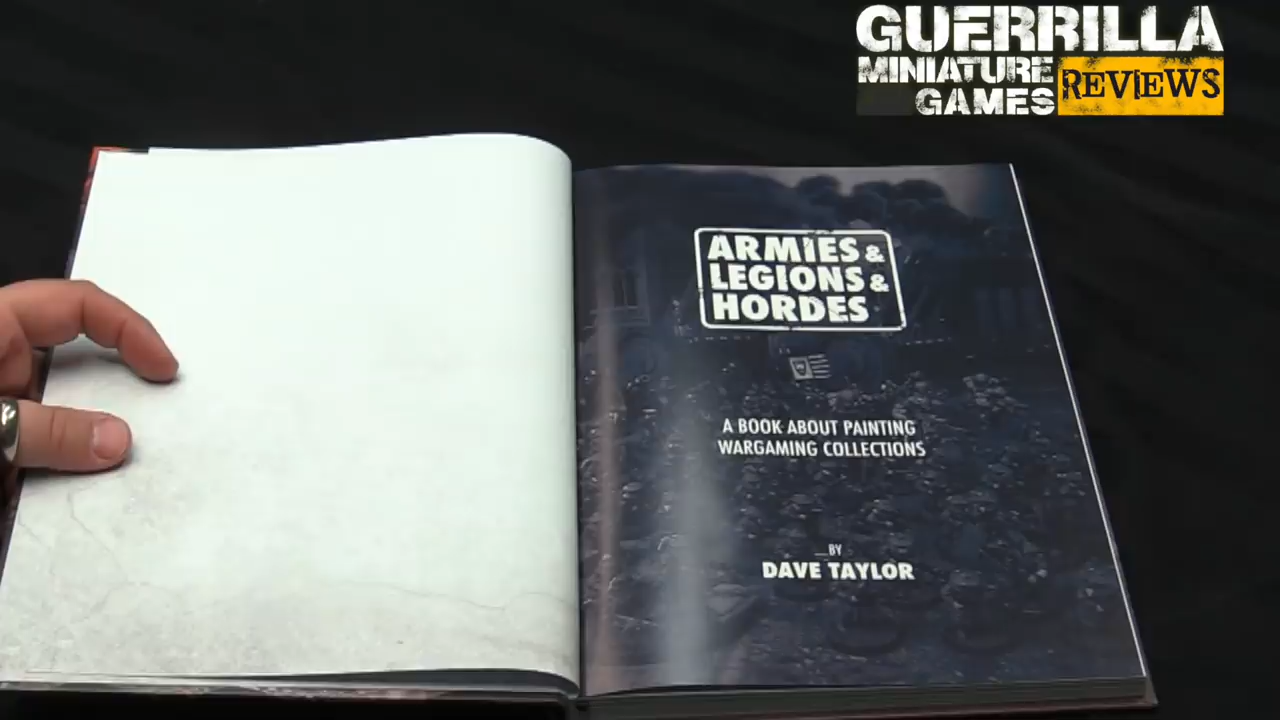 GUERRILLA
MINIATURE
GAMES
REVIEWS
ARMIES &
LEGIONS &
HORDES
A BOOK ABOUT PAINTING
WARGAMING COLLECTIONS
BY
DAVE TAYLOR